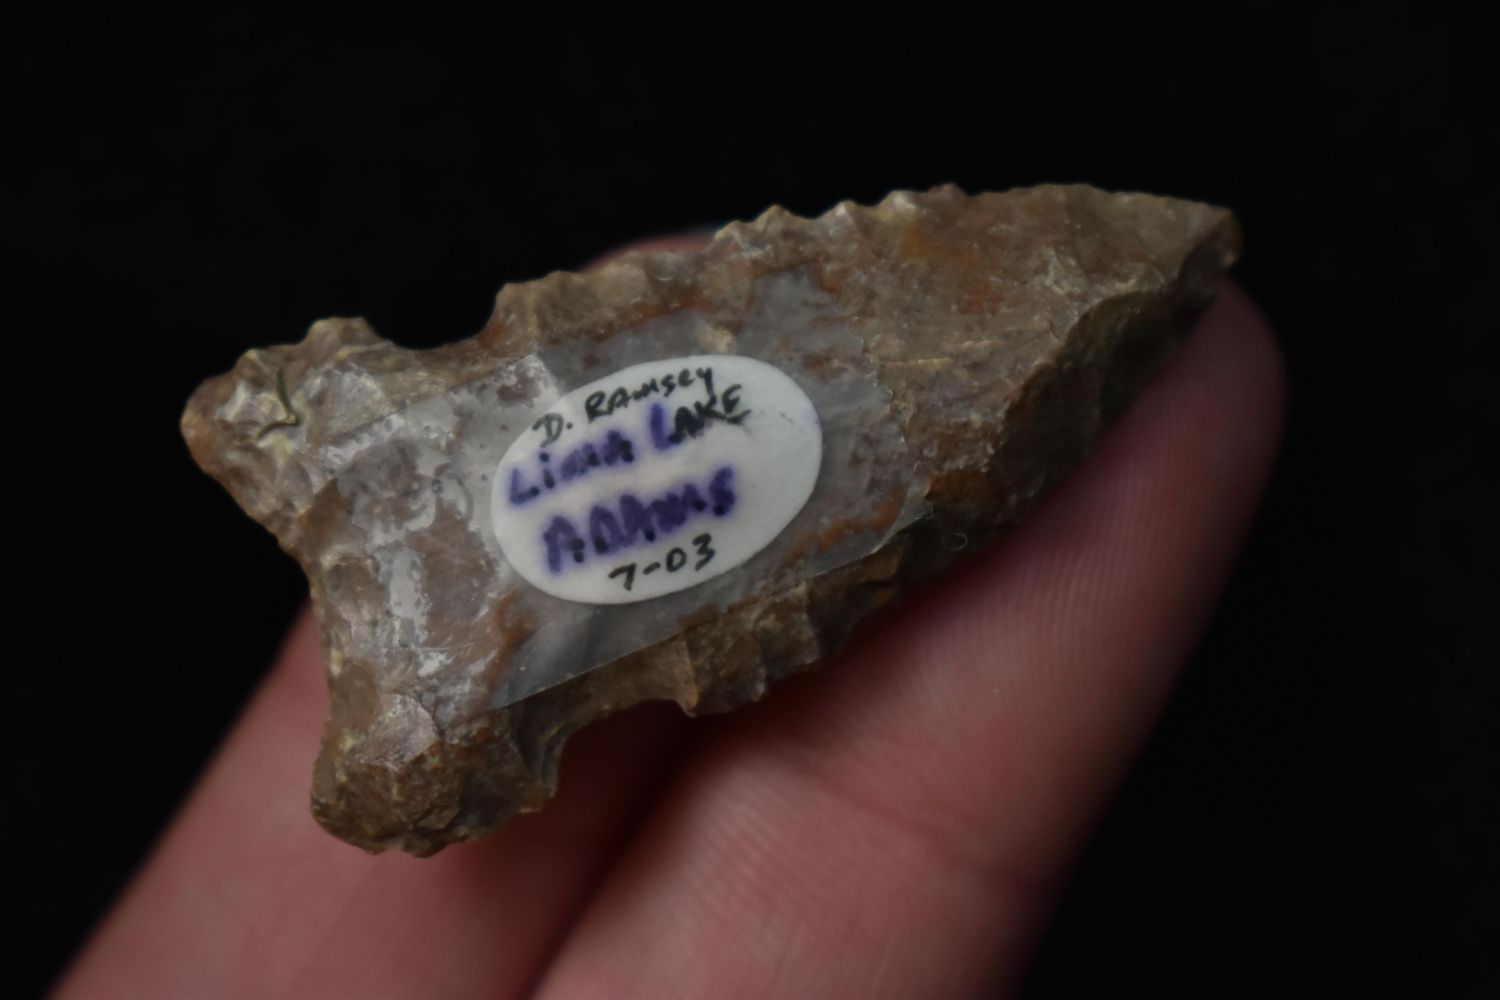 D. RAMSEY
LIMA LAKE
ADAMS
7-03